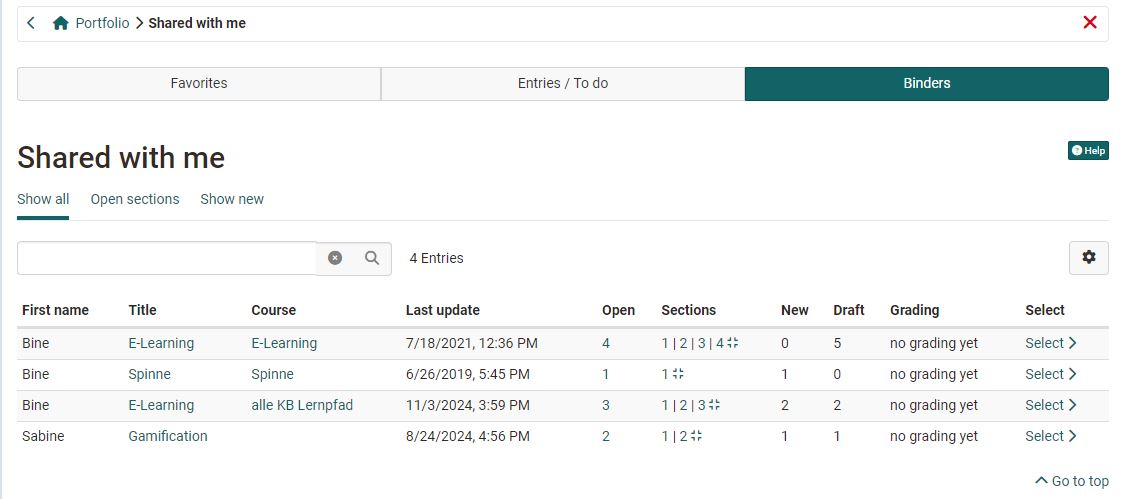 Portfolio Shared with me
Favorites Entries / To do Binders
Shared with me
Help
Show all Open sections Show new
4 Entries
First name Title Course Last update Open Sections New Draft Grading Select
Bine E-Learning E-Learning 7/18/2021, 12:36 PM 4 1 | 2 | 3 | 4 0 5 no grading yet Select
Bine Spinne Spinne 6/26/2019, 5:45 PM 1 1 1 0 no grading yet Select
Bine E-Learning alle KB Lernpfad 11/3/2024, 3:59 PM 3 1 | 2 | 3 2 2 no grading yet Select
Sabine Gamification 8/24/2024, 4:56 PM 2 1 | 2 1 1 no grading yet Select
Go to top